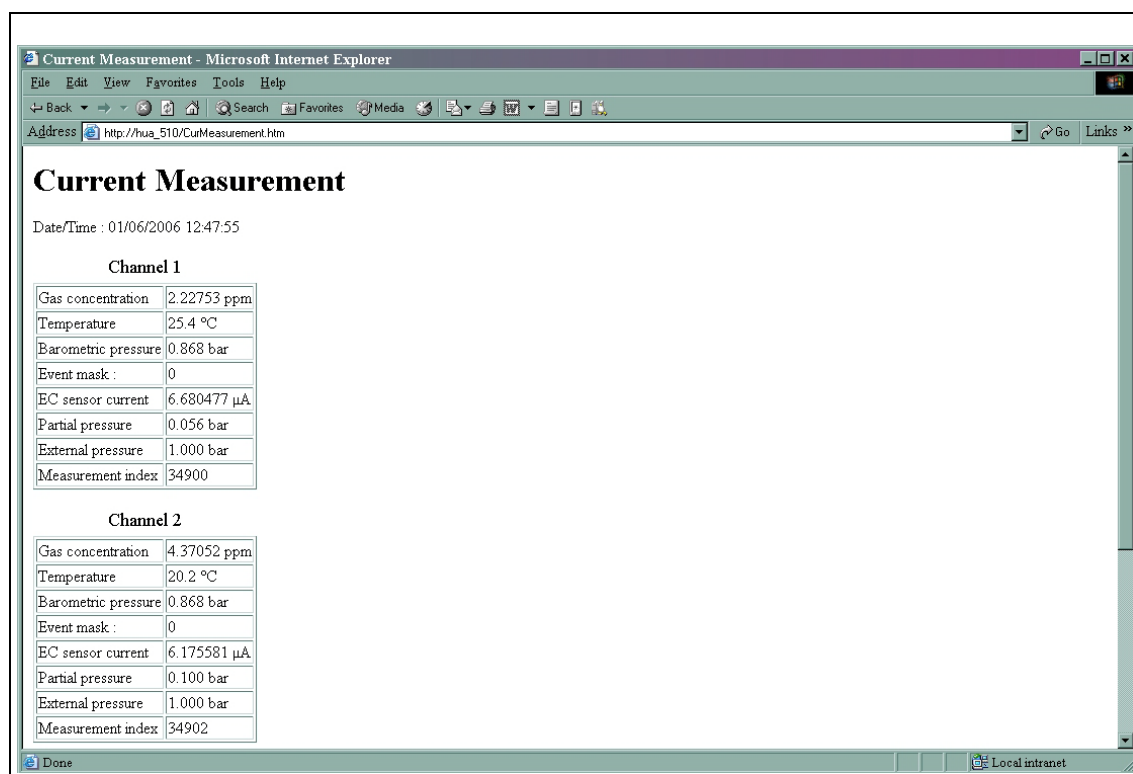 Current Measurement - Microsoft Internet Explorer
File Edit View Favorites Tools Help
Back Search Favorites Media
Address http://hua_510/CurMeasurement.htm Go Links »
Current Measurement
Date/Time : 01/06/2006 12:47:55
Channel 1
Gas concentration 2.22753 ppm
Temperature 25.4 °C
Barometric pressure 0.868 bar
Event mask : 0
EC sensor current 6.680477 µA
Partial pressure 0.056 bar
External pressure 1.000 bar
Measurement index 34900
Channel 2
Gas concentration 4.37052 ppm
Temperature 20.2 °C
Barometric pressure 0.868 bar
Event mask : 0
EC sensor current 6.175581 µA
Partial pressure 0.100 bar
External pressure 1.000 bar
Measurement index 34902
Done Local intranet